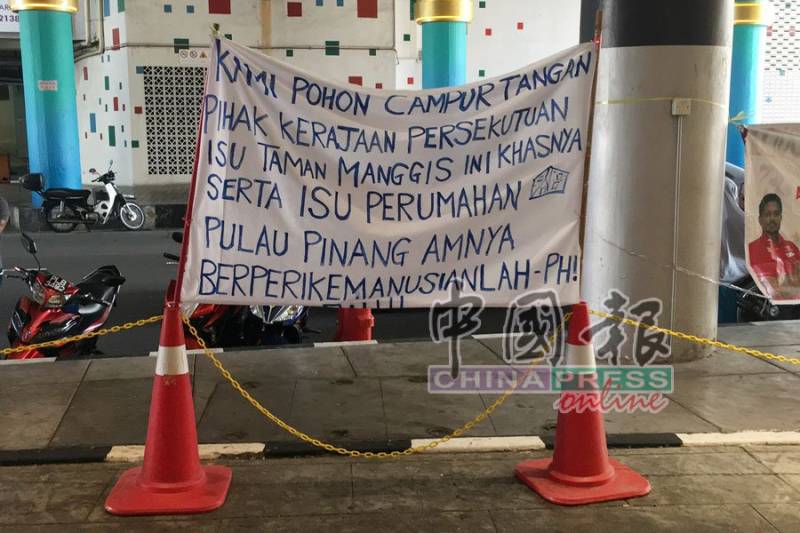 KAMI POHON CAMPUR TANGAN
PIHAK KERAJAAN PERSEKUTUAN
ISU TAMAN MANGGIS INI KHASNYA
SERTA ISU PERUMAHAN
PULAU PINANG AMNYA
BERPERIKEMANUSIANLAH-PH!
中國報
CHINA PRESS
online